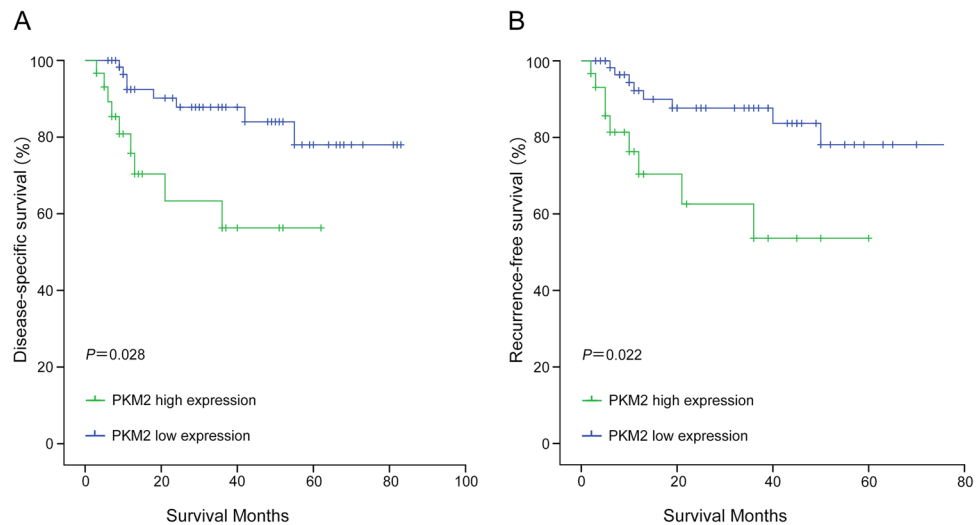 A
Disease-specific survival (%)
100
80
60
40
20
0
P=0.028
PKM2 high expression
PKM2 low expression
0 20 40 60 80 100
Survival Months
B
Recurrence-free survival (%)
100
80
60
40
20
0
P=0.022
PKM2 high expression
PKM2 low expression
0 20 40 60 80
Survival Months